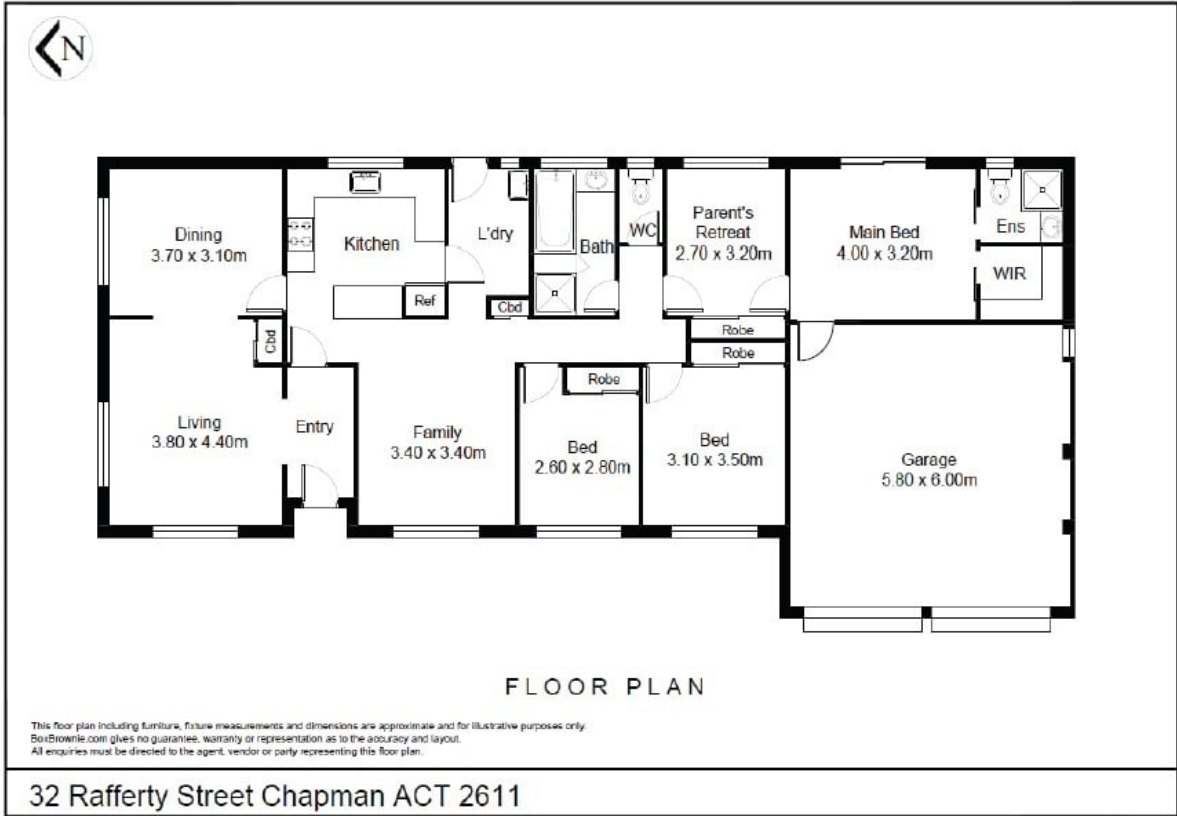 N
Dining
3.70 x 3.10m
Kitchen
L'dry
Bath
WC
Parent's
Retreat
2.70 x 3.20m
Main Bed
4.00 x 3.20m
Ens
WIR
Ref
Cbd
Cbd
Robe
Robe
Robe
Living
3.80 x 4.40m
Entry
Family
3.40 x 3.40m
Bed
2.60 x 2.80m
Bed
3.10 x 3.50m
Garage
5.80 x 6.00m
FLOOR PLAN
This floor plan including furniture, fixture measurements and dimensions are approximate and for illustrative purposes only.
BoxBrownie.com gives no guarantee, warranty or representation as to the accuracy and layout.
All enquiries must be directed to the agent, vendor or party representing this floor plan.
32 Rafferty Street Chapman ACT 2611